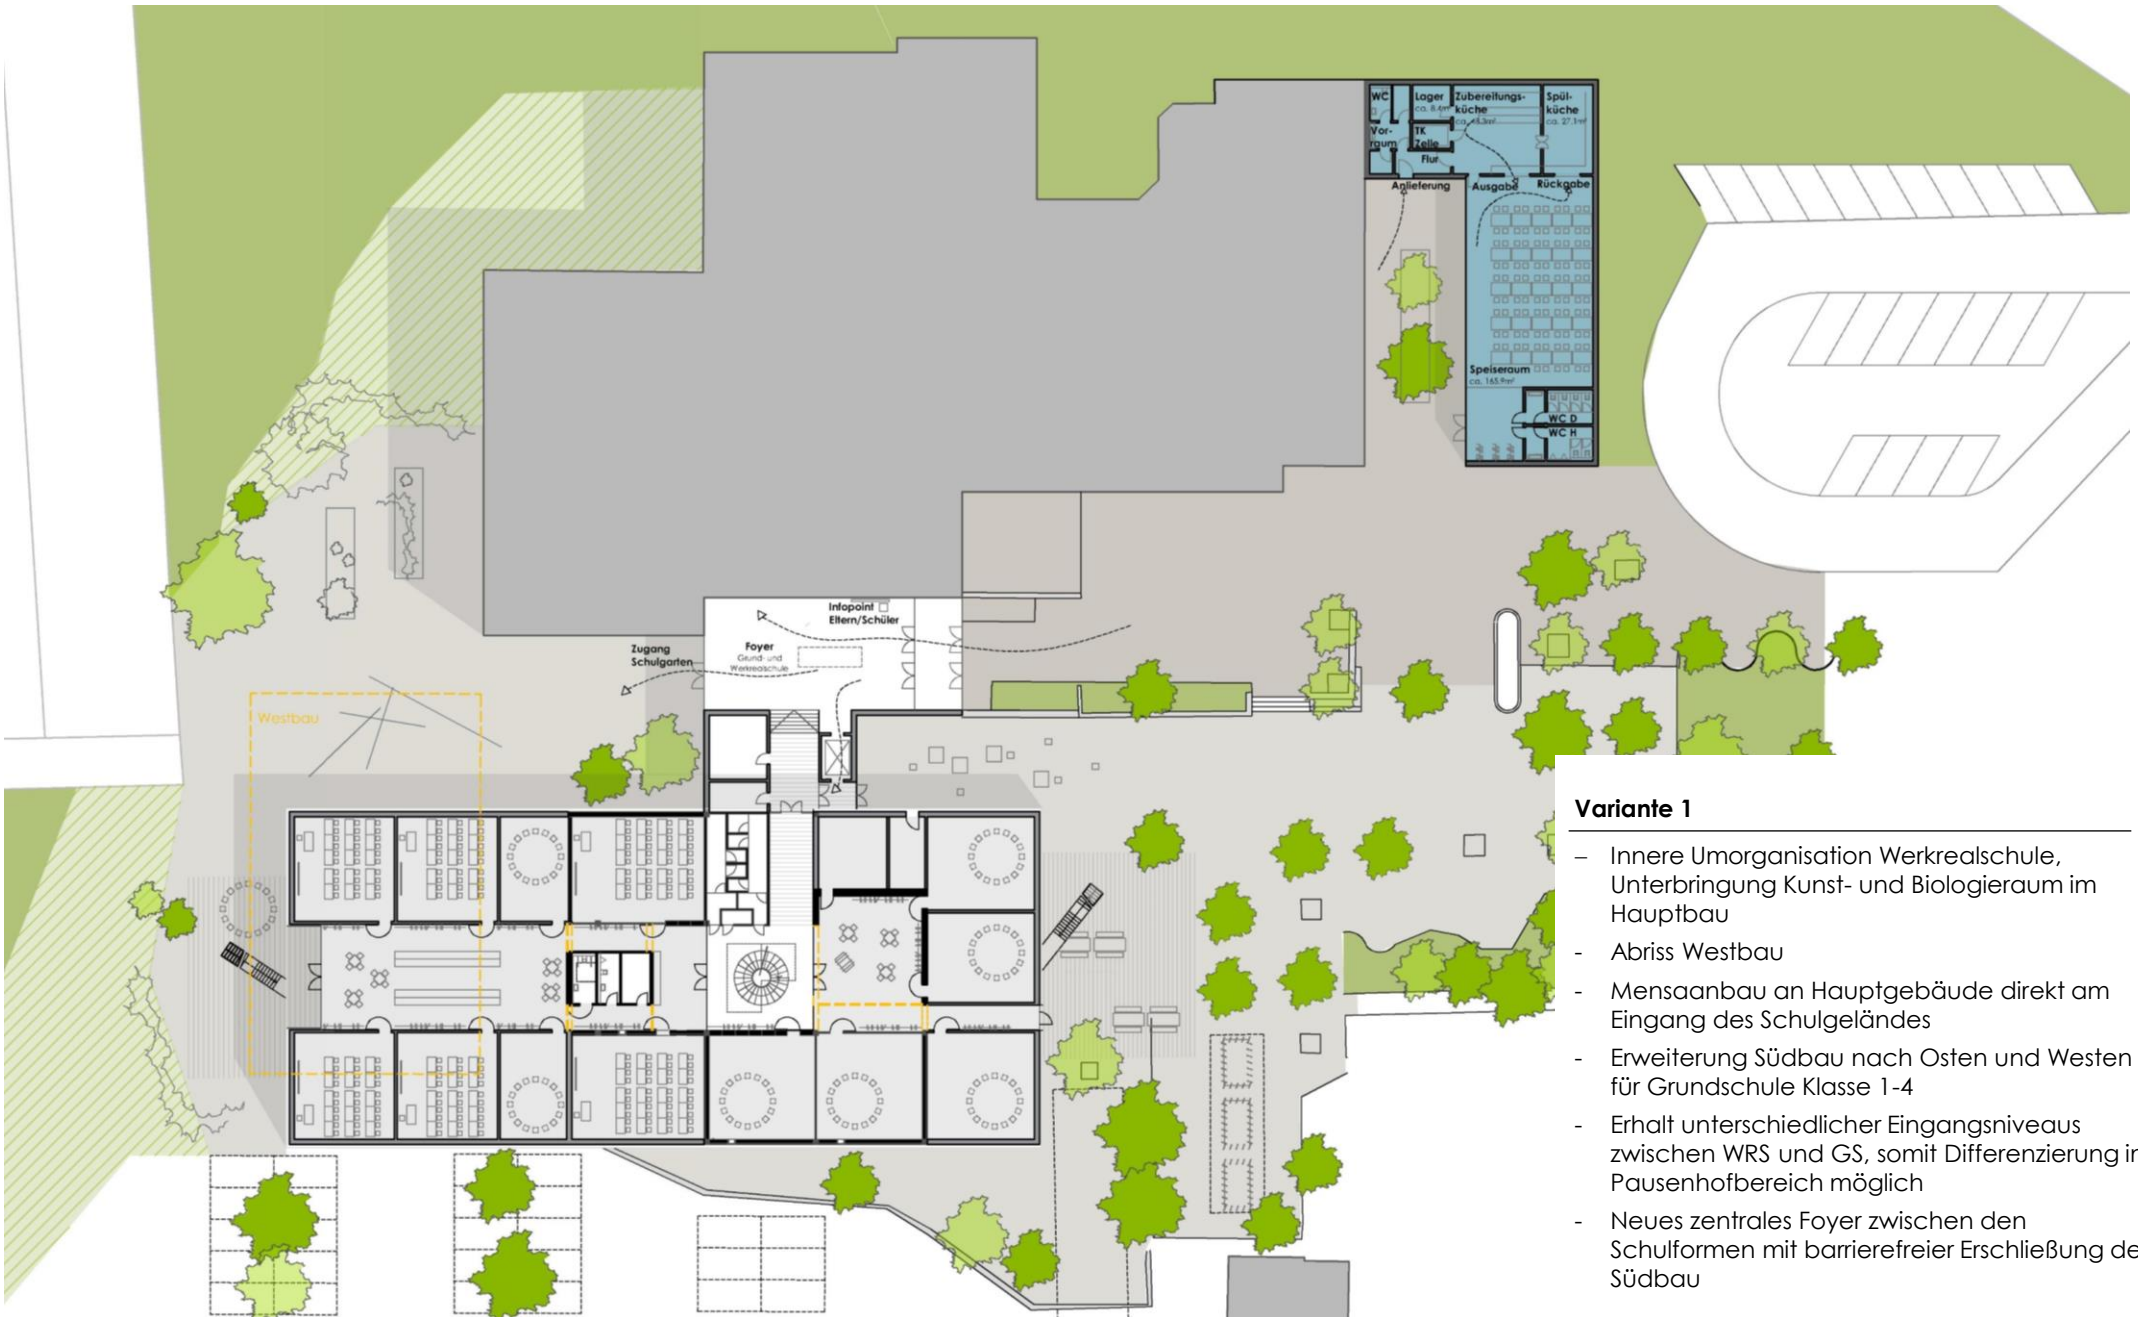 WC
Lager
ca. 8.4m²
Zubereitungs-
küche
Spül-
küche
ca. 27.1m²
Vor-
raum
TK
Zelle
Flur
Anlieferung
Ausgabe
Rückgabe
Speiseraum
ca. 165.9m²
WC D
WC H
Infopoint
Eltern/Schüler
Zugang
Schulgarten
Foyer
Grund- und
Werkrealschule
Westbau
Variante 1
– Innere Umorganisation Werkrealschule,
Unterbringung Kunst- und Biologieraum im
Hauptbau
- Abriss Westbau
- Mensaanbau an Hauptgebäude direkt am
Eingang des Schulgeländes
- Erweiterung Südbau nach Osten und Westen
für Grundschule Klasse 1-4
- Erhalt unterschiedlicher Eingangsniveaus
zwischen WRS und GS, somit Differenzierung in
Pausenhofbereich möglich
- Neues zentrales Foyer zwischen den
Schulformen mit barrierefreier Erschließung de
Südbau